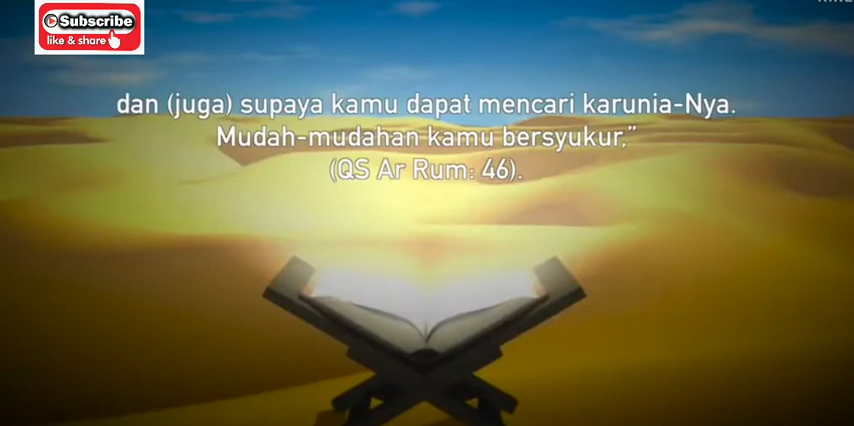 Subscribe
like & share
dan (juga) supaya kamu dapat mencari karunia-Nya.
Mudah-mudahan kamu bersyukur,”
(QS Ar Rum: 46).